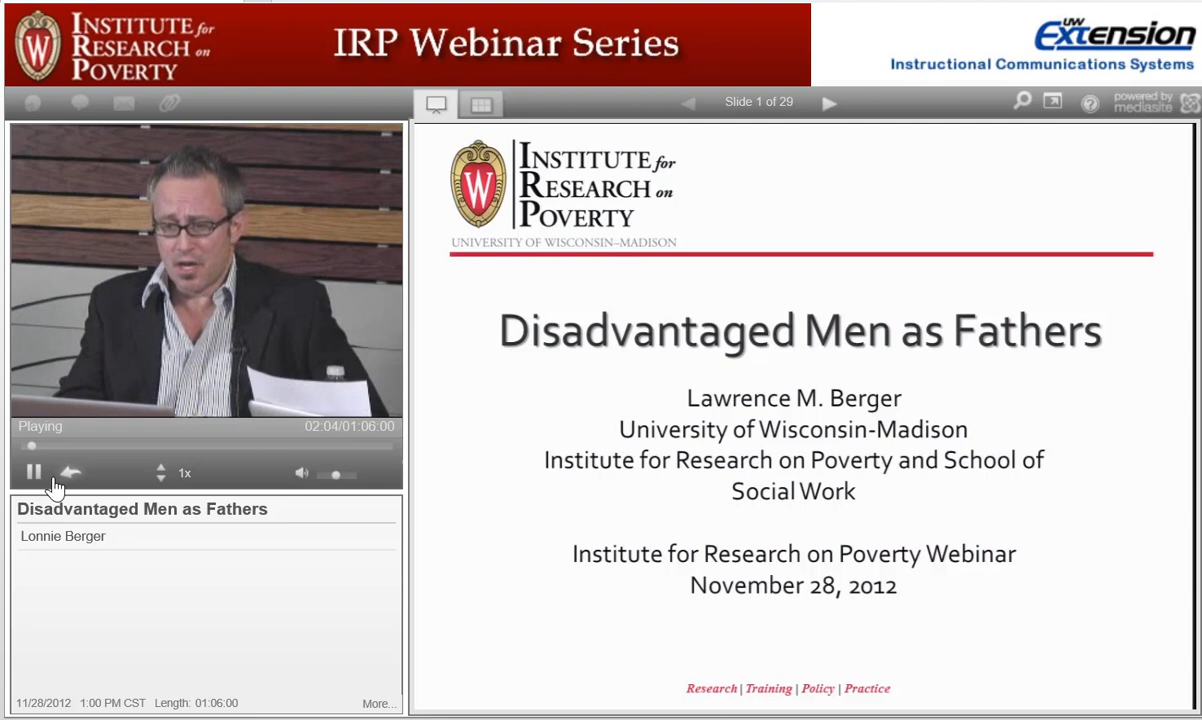 W
INSTITUTE for
RESEARCH on
POVERTY
IRP Webinar Series
UW
Extension
Instructional Communications Systems
Slide 1 of 29
powered by
mediasite
W
INSTITUTE for
RESEARCH on
POVERTY
UNIVERSITY OF WISCONSIN–MADISON
Disadvantaged Men as Fathers
Lawrence M. Berger
University of Wisconsin-Madison
Institute for Research on Poverty and School of
Social Work
Institute for Research on Poverty Webinar
November 28, 2012
Research | Training | Policy | Practice
Playing 02:04/01:06:00
1x
Disadvantaged Men as Fathers
Lonnie Berger
11/28/2012 1:00 PM CST Length: 01:06:00 More...